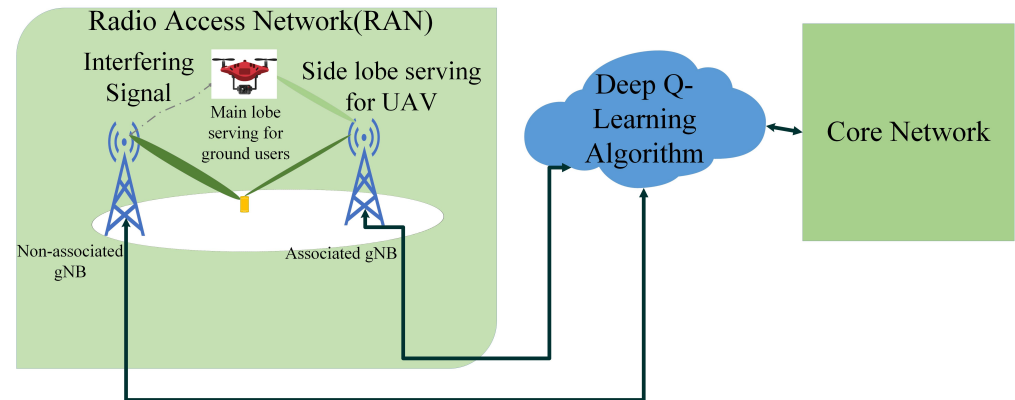 Radio Access Network(RAN)
Interfering
Signal
Side lobe serving
for UAV
Main lobe
serving for
ground users
Non-associated
gNB
Associated gNB
Deep Q-
Learning
Algorithm
Core Network